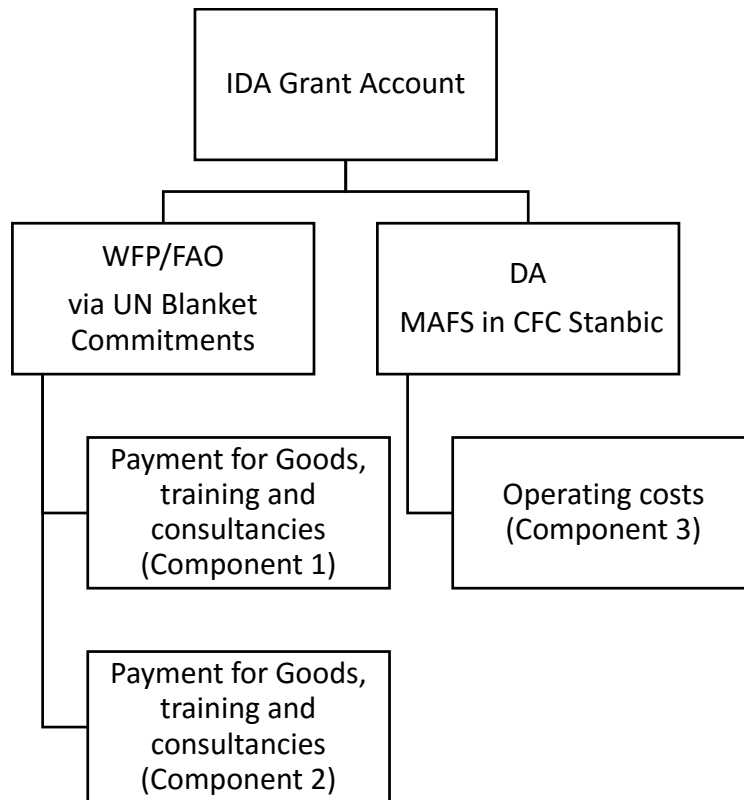 IDA Grant Account
WFP/FAO
via UN Blanket
Commitments
DA
MAFS in CFC Stanbic
Payment for Goods,
training and
consultancies
(Component 1)
Operating costs
(Component 3)
Payment for Goods,
training and
consultancies
(Component 2)